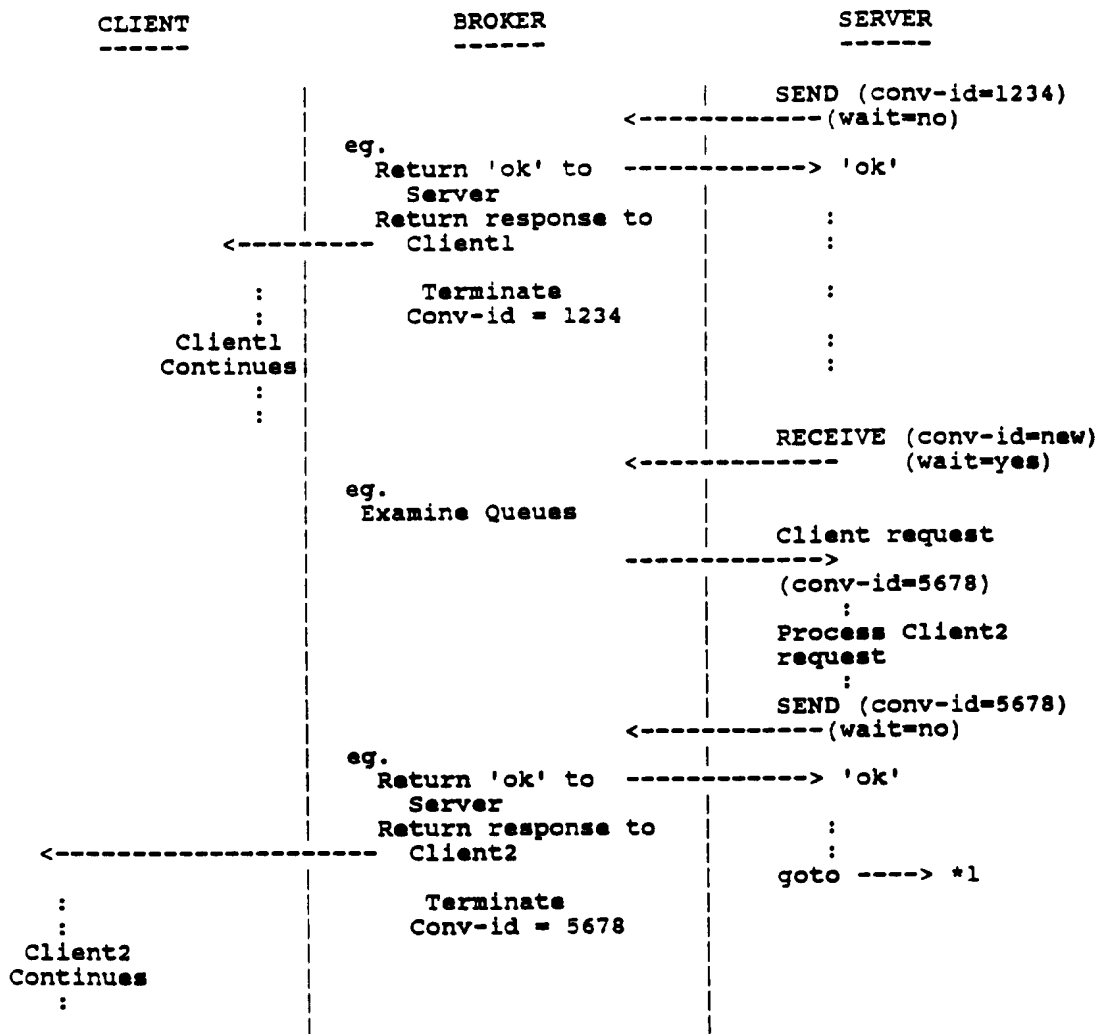 CLIENT BROKER SERVER
------ ------ ------
SEND (conv-id=1234)
<------------(wait=no)
eg.
Return 'ok' to ------------> 'ok'
Server
Return response to :
<--------- Client1 :
: Terminate :
: Conv-id = 1234
Client1 :
Continues :
:
:
RECEIVE (conv-id=new)
<------------- (wait=yes)
eg.
Examine Queues
Client request
------------->
(conv-id=5678)
:
Process Client2
request
:
SEND (conv-id=5678)
<------------(wait=no)
eg.
Return 'ok' to ------------> 'ok'
Server
Return response to :
<--------------------- Client2 :
goto ----> *1
: Terminate
: Conv-id = 5678
Client2
Continues
: